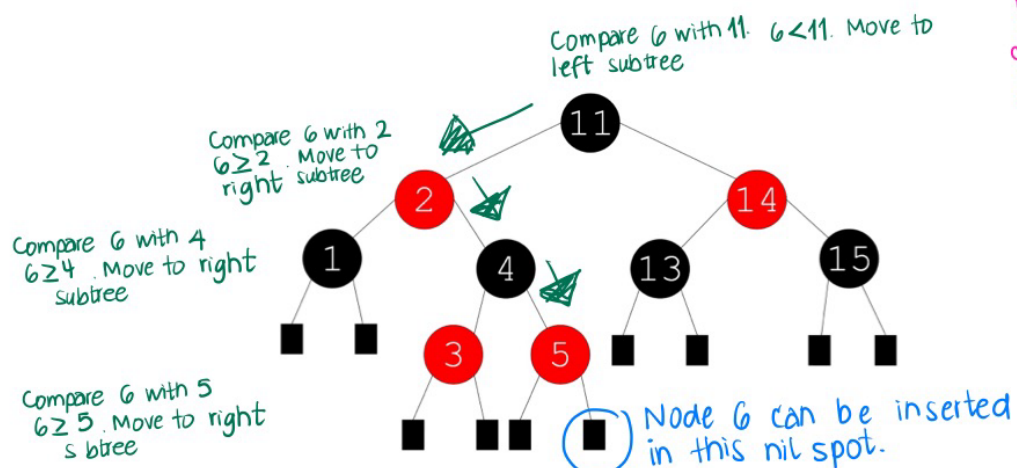 Compare 6 with 11. 6<11. Move to
left subtree
11
Compare 6 with 2
6≥2. Move to
right subtree
2
14
Compare 6 with 4
6≥4. Move to right
subtree
1
4
13
15
3
5
Compare 6 with 5
6≥5. Move to right
s btree
Node 6 can be inserted
in this nil spot.